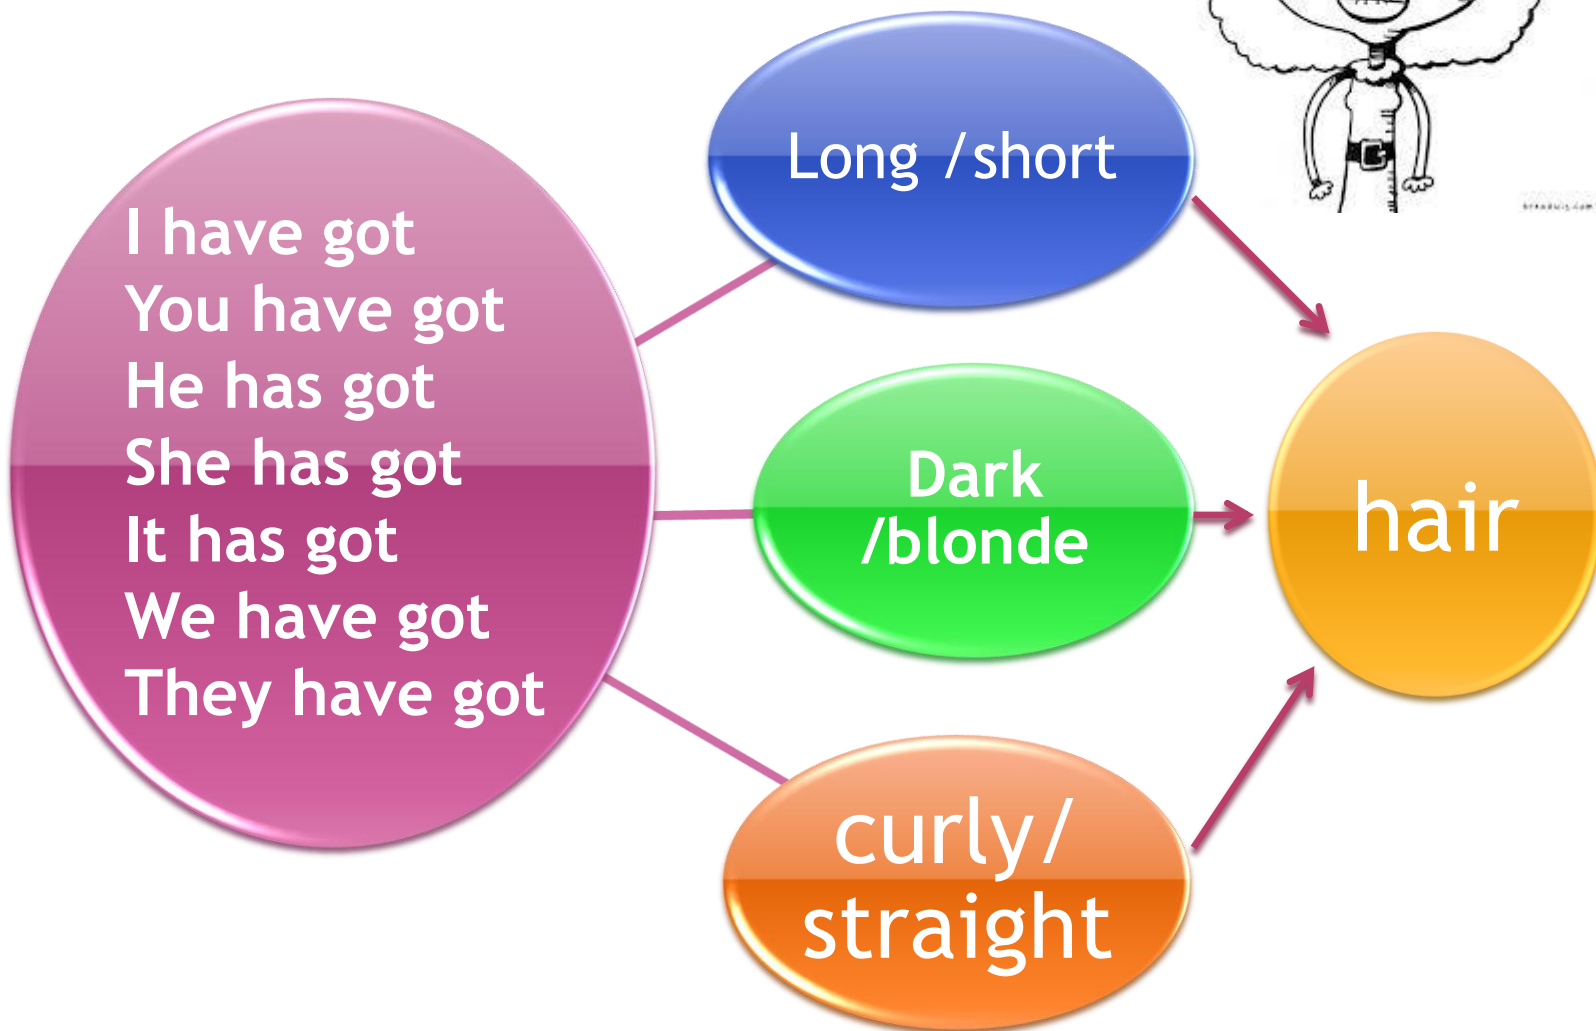 I have got
You have got
He has got
She has got
It has got
We have got
They have got
Long /short
Dark
/blonde
curly/
straight
hair